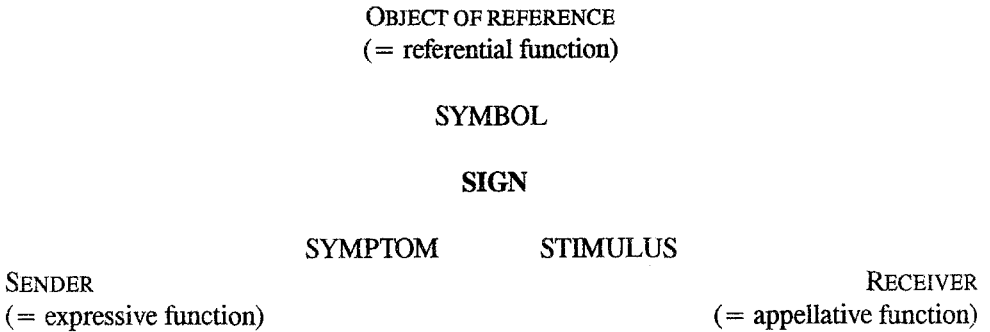 OBJECT OF REFERENCE
(= referential function)
SYMBOL
SIGN
SYMPTOM STIMULUS
SENDER RECEIVER
(= expressive function) (= appellative function)